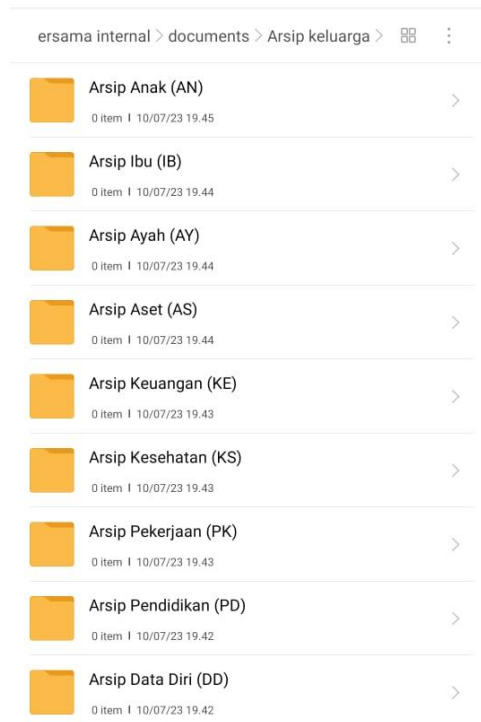 ersama internal > documents > Arsip keluarga >
Arsip Anak (AN)
0 item | 10/07/23 19.45
Arsip Ibu (IB)
0 item | 10/07/23 19.44
Arsip Ayah (AY)
0 item | 10/07/23 19.44
Arsip Aset (AS)
0 item | 10/07/23 19.44
Arsip Keuangan (KE)
0 item | 10/07/23 19.43
Arsip Kesehatan (KS)
0 item | 10/07/23 19.43
Arsip Pekerjaan (PK)
0 item | 10/07/23 19.43
Arsip Pendidikan (PD)
0 item | 10/07/23 19.42
Arsip Data Diri (DD)
0 item | 10/07/23 19.42